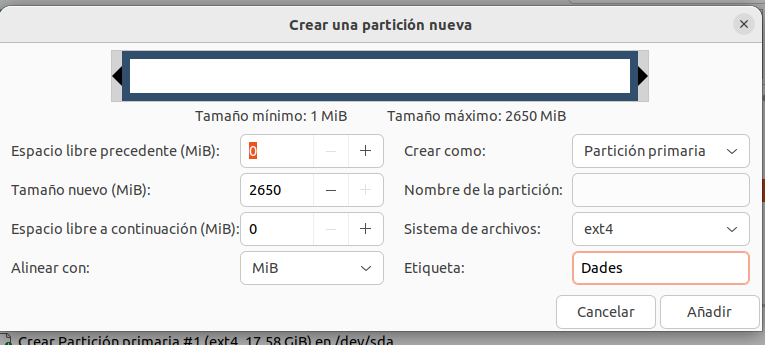 Crear una partición nueva
Tamaño mínimo: 1 MiB Tamaño máximo: 2650 MiB
Espacio libre precedente (MiB): 0 Crear como: Partición primaria
Tamaño nuevo (MiB): 2650 Nombre de la partición:
Espacio libre a continuación (MiB): 0 Sistema de archivos: ext4
Alinear con: MiB Etiqueta: Dades
Cancelar Añadir
Crear Partición primaria #1 (ext4, 17.58 GiB) en /dev/sda